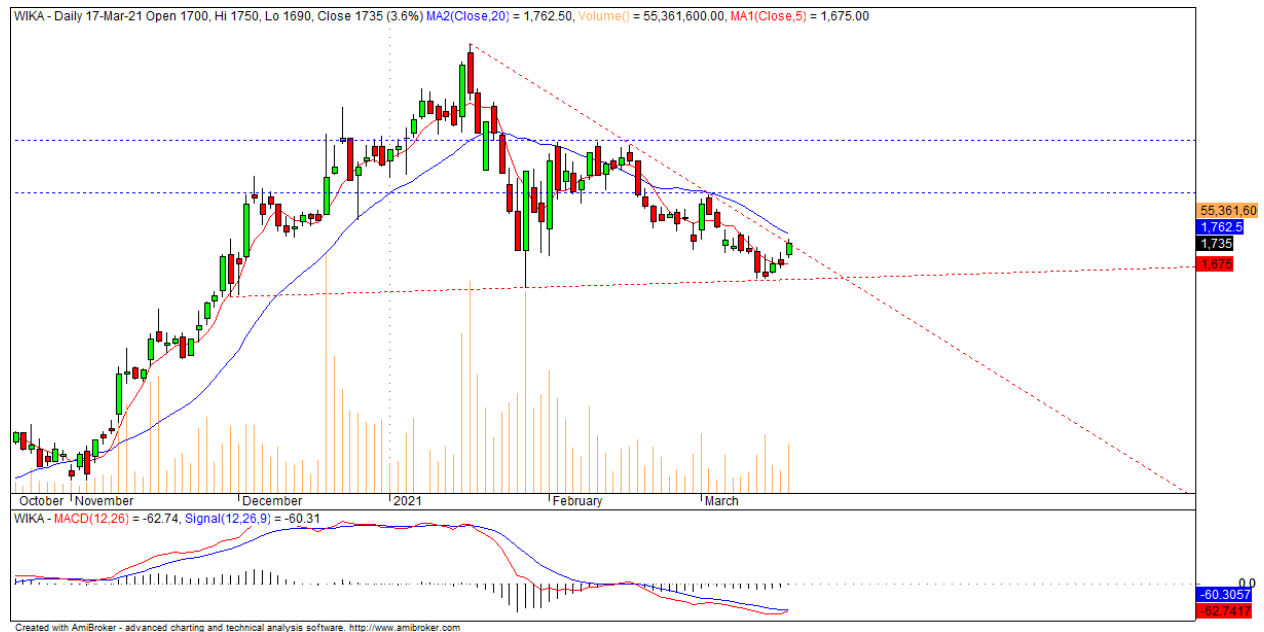 WIKA - Daily 17-Mar-21 Open 1700, Hi 1750, Lo 1690, Close 1735 (3.6%) MA2(Close,20) = 1,762.50, Volume() = 55,361,600.00, MA1(Close,5) = 1,675.00
55,361,60
1,762.5
1,735
1,675
October November December 2021 February March
WIKA - MACD(12,26) = -62.74, Signal(12,26,9) = -60.31
0.0
-60.3057
-62.7417
Created with AmiBroker - advanced charting and technical analysis software. http://www.amibroker.com